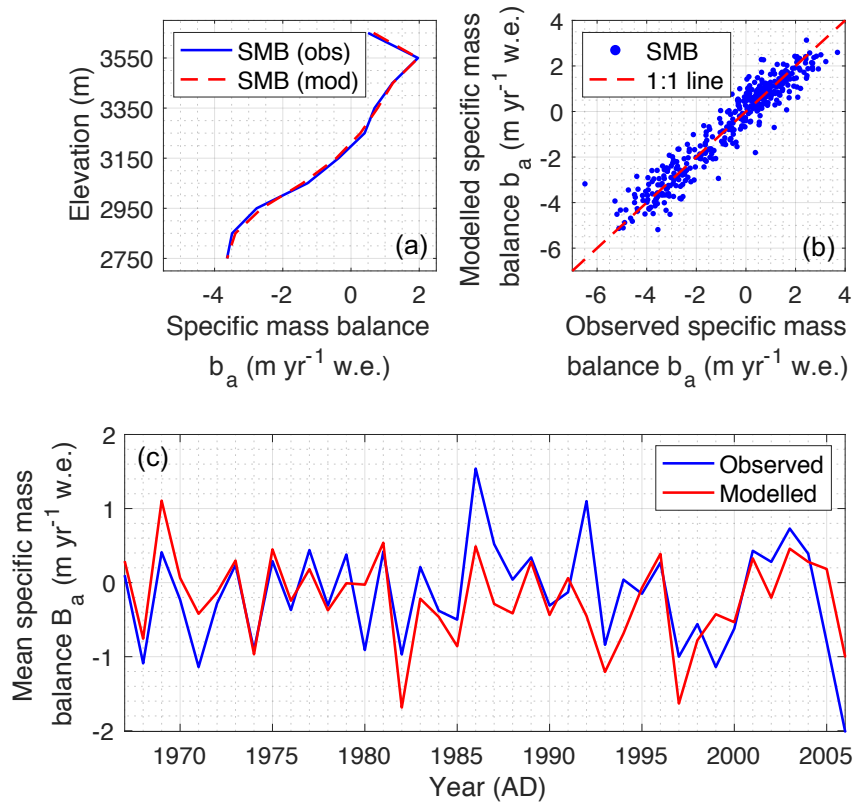 3550
3350
3150
2950
2750
Elevation (m)
SMB (obs)
SMB (mod)
(a)
-4
-2
0
2
Specific mass balance
b_a (m yr⁻¹ w.e.)
4
2
0
-2
-4
-6
Modelled specific mass
balance b_a (m yr⁻¹ w.e.)
SMB
1:1 line
(b)
-6
-4
-2
0
2
4
Observed specific mass
balance b_a (m yr⁻¹ w.e.)
2
1
0
-1
-2
Mean specific mass
balance B_a (m yr⁻¹ w.e.)
(c)
Observed
Modelled
1970
1975
1980
1985
1990
1995
2000
2005
Year (AD)